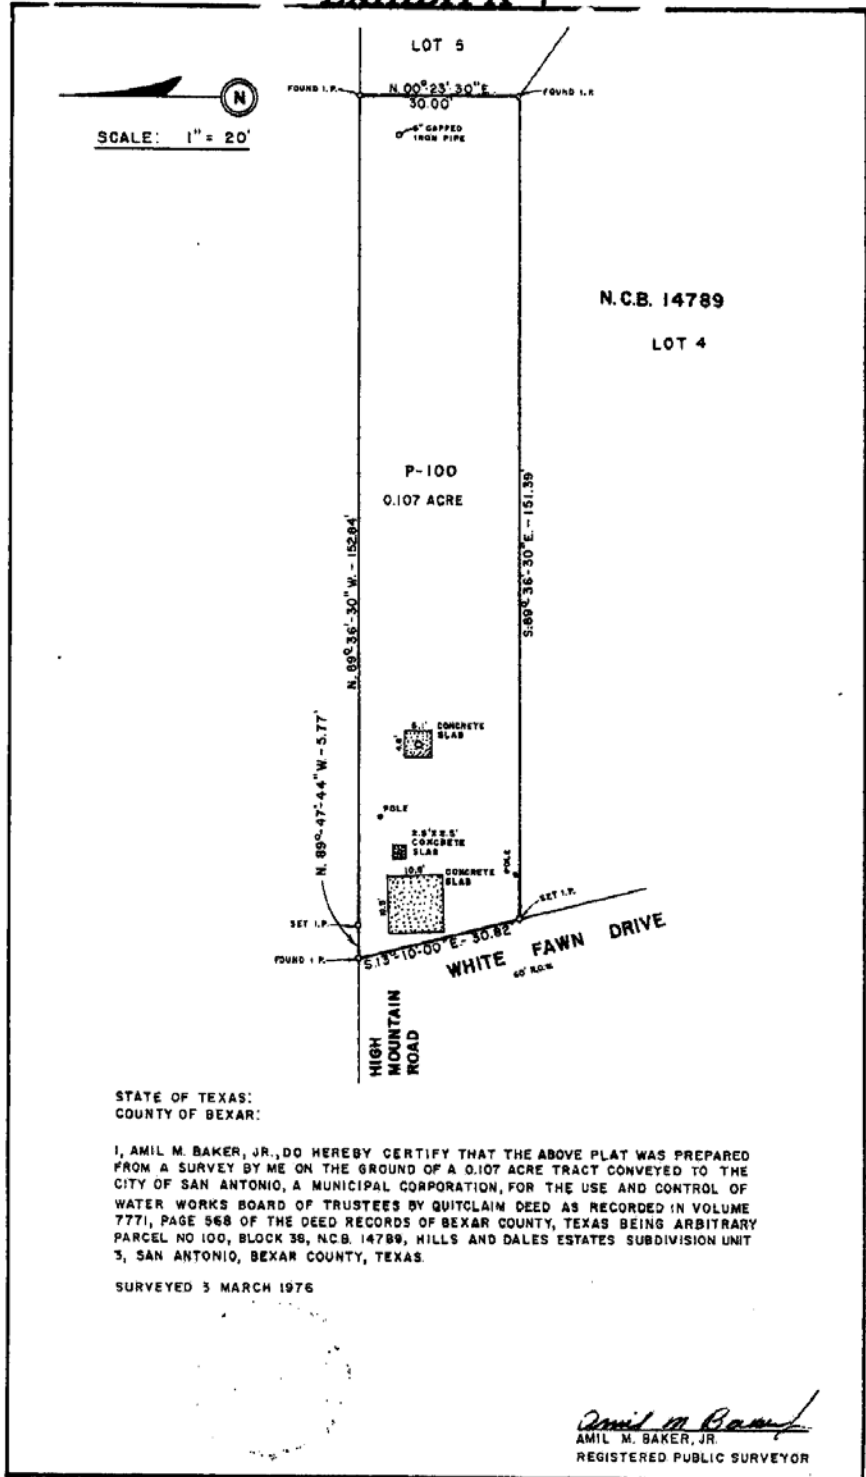 LOT 5
N
SCALE: 1" = 20'
FOUND I.P.
N. 00°-23'-30" E.
30.00'
FOUND I.P.
6" CAPPED
IRON PIPE
N.C.B. 14789
LOT 4
P-100
0.107 ACRE
N. 89°-36'-30" W. - 152.84'
S. 89°-36'-30" E. - 151.39'
N. 89°-47'-44" W. - 5.77'
CONCRETE
SLAB
POLE
2.5' X 2.5'
CONCRETE
SLAB
POLE
CONCRETE
SLAB
SET I.P.
SET I.P.
FOUND I.P.
S. 13°-10'-00" E. - 30.82'
WHITE FAWN DRIVE
60' R.O.W.
HIGH
MOUNTAIN
ROAD
STATE OF TEXAS:
COUNTY OF BEXAR:
I, AMIL M. BAKER, JR., DO HEREBY CERTIFY THAT THE ABOVE PLAT WAS PREPARED
FROM A SURVEY BY ME ON THE GROUND OF A 0.107 ACRE TRACT CONVEYED TO THE
CITY OF SAN ANTONIO, A MUNICIPAL CORPORATION, FOR THE USE AND CONTROL OF
WATER WORKS BOARD OF TRUSTEES BY QUITCLAIM DEED AS RECORDED IN VOLUME
7771, PAGE 568 OF THE DEED RECORDS OF BEXAR COUNTY, TEXAS BEING ARBITRARY
PARCEL NO 100, BLOCK 38, N.C.B. 14789, HILLS AND DALES ESTATES SUBDIVISION UNIT
3, SAN ANTONIO, BEXAR COUNTY, TEXAS.
SURVEYED 3 MARCH 1976
Amil M Baker Jr
AMIL M. BAKER, JR.
REGISTERED PUBLIC SURVEYOR